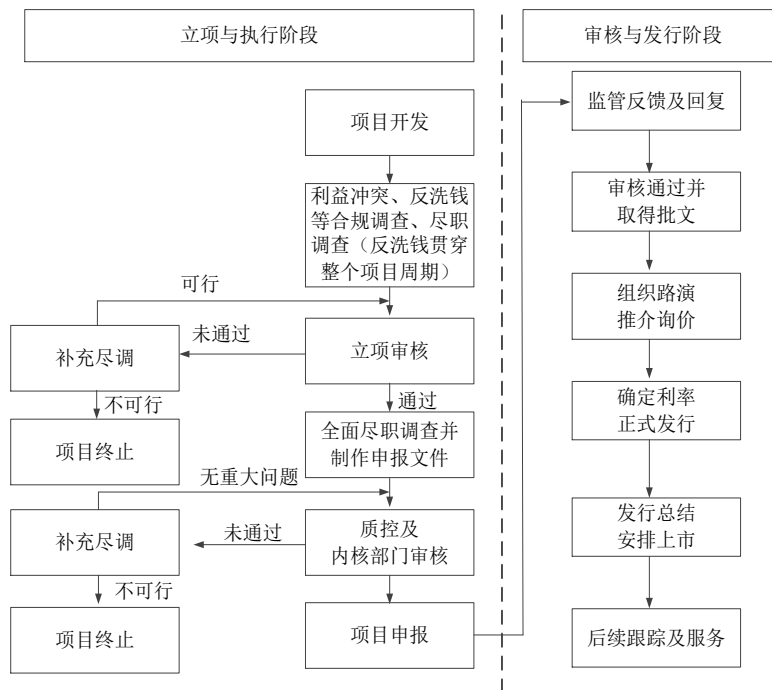 立项与执行阶段
审核与发行阶段
项目开发
利益冲突、反洗钱
等合规调查、尽职
调查（反洗钱贯穿
整个项目周期）
可行
立项审核
未通过
补充尽调
不可行
项目终止
通过
全面尽职调查并
制作申报文件
无重大问题
质控及
内核部门审核
未通过
补充尽调
不可行
项目终止
项目申报
监管反馈及回复
审核通过并
取得批文
组织路演
推介询价
确定利率
正式发行
发行总结
安排上市
后续跟踪及服务